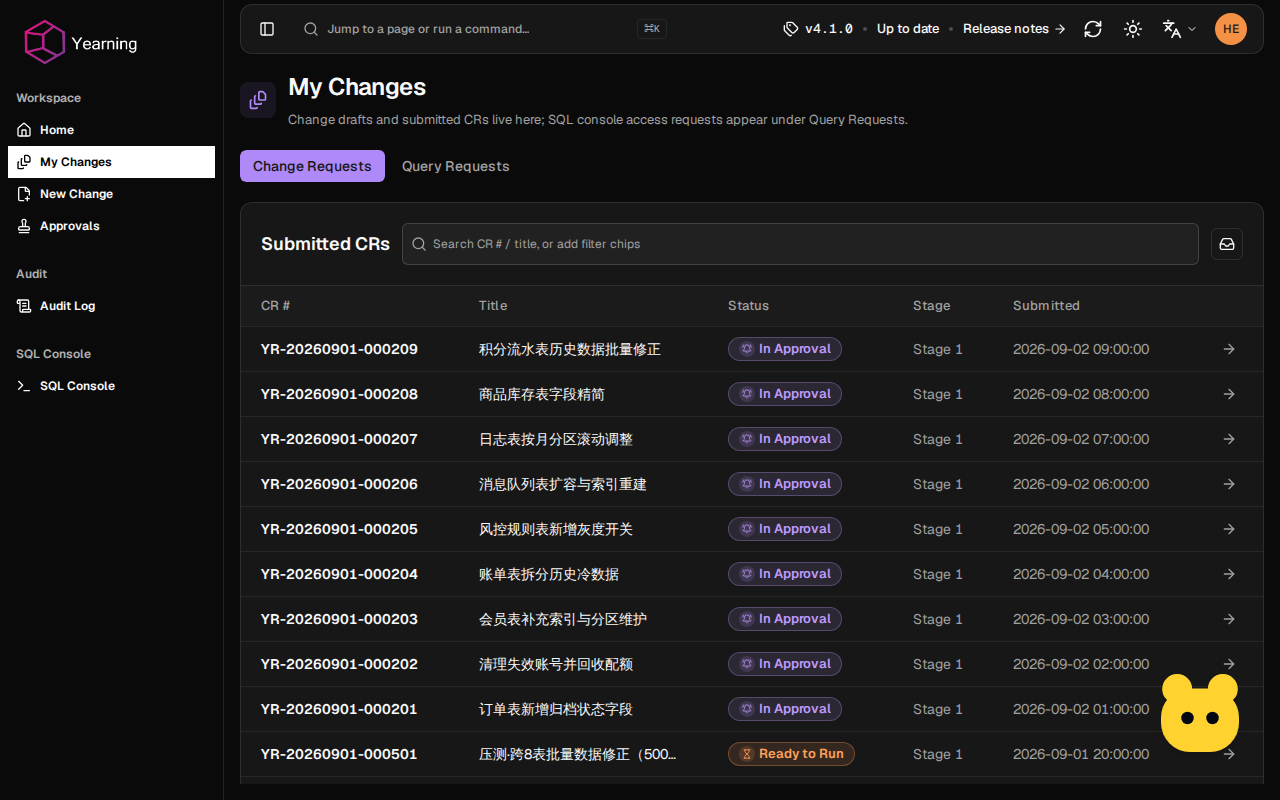 Yearning
Workspace
Home
My Changes
New Change
Approvals
Audit
Audit Log
SQL Console
SQL Console
Jump to a page or run a command...
⌘K
v4.1.0
Up to date
Release notes →
HE
My Changes
Change drafts and submitted CRs live here; SQL console access requests appear under Query Requests.
Change Requests
Query Requests
Submitted CRs
Search CR # / title, or add filter chips
CR # Title Status Stage Submitted
YR-20260901-000209 积分流水表历史数据批量修正 In Approval Stage 1 2026-09-02 09:00:00
YR-20260901-000208 商品库存表字段精简 In Approval Stage 1 2026-09-02 08:00:00
YR-20260901-000207 日志表按月分区滚动调整 In Approval Stage 1 2026-09-02 07:00:00
YR-20260901-000206 消息队列表扩容与索引重建 In Approval Stage 1 2026-09-02 06:00:00
YR-20260901-000205 风控规则表新增灰度开关 In Approval Stage 1 2026-09-02 05:00:00
YR-20260901-000204 账单表拆分历史冷数据 In Approval Stage 1 2026-09-02 04:00:00
YR-20260901-000203 会员表补充索引与分区维护 In Approval Stage 1 2026-09-02 03:00:00
YR-20260901-000202 清理失效账号并回收配额 In Approval Stage 1 2026-09-02 02:00:00
YR-20260901-000201 订单表新增归档状态字段 In Approval Stage 1 2026-09-02 01:00:00
YR-20260901-000501 压测-跨8表批量数据修正（500... Ready to Run Stage 1 2026-09-01 20:00:00